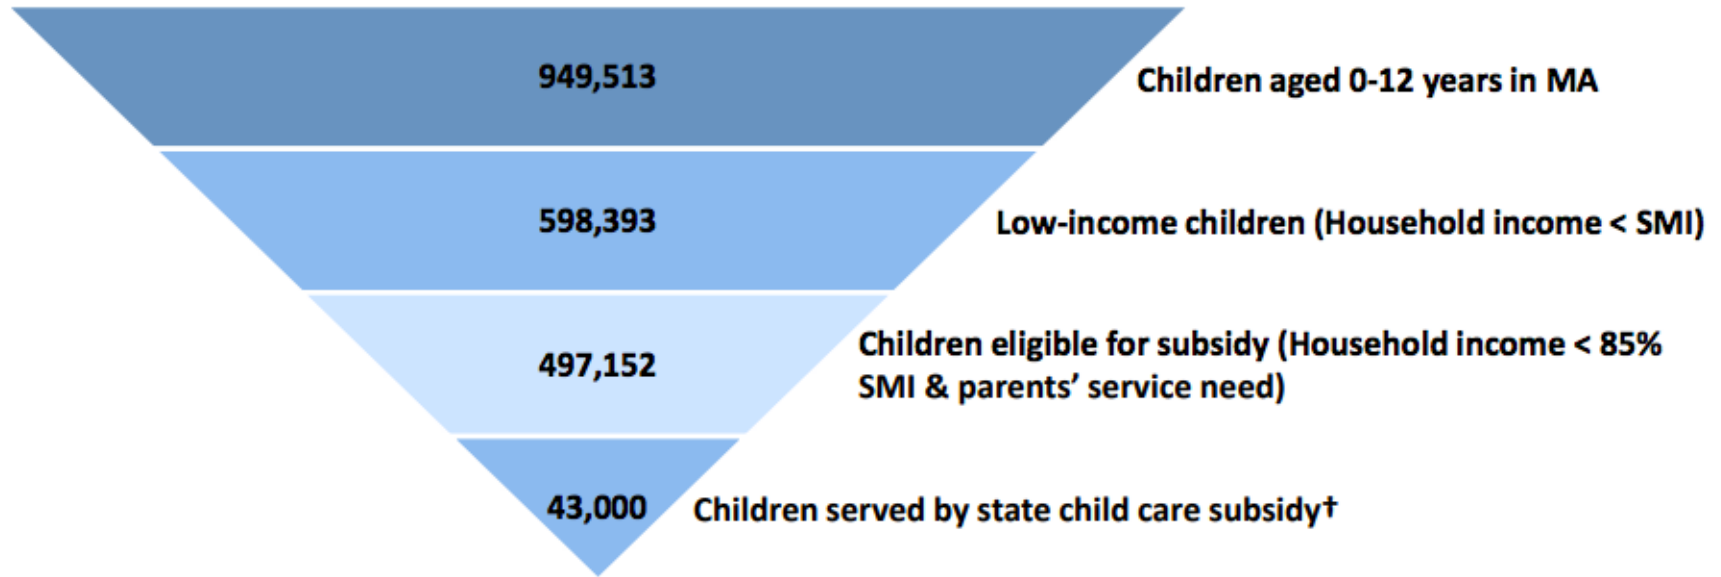 949,513
Children aged 0-12 years in MA
598,393
Low-income children (Household income < SMI)
497,152
Children eligible for subsidy (Household income < 85%
SMI & parents’ service need)
43,000
Children served by state child care subsidy†